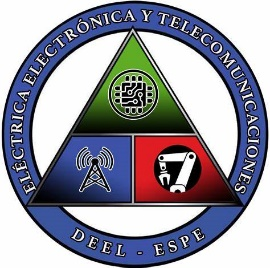 ELÉCTRICA ELECTRÓNICA Y TELECOMUNICACIONES
DEEL - ESPE